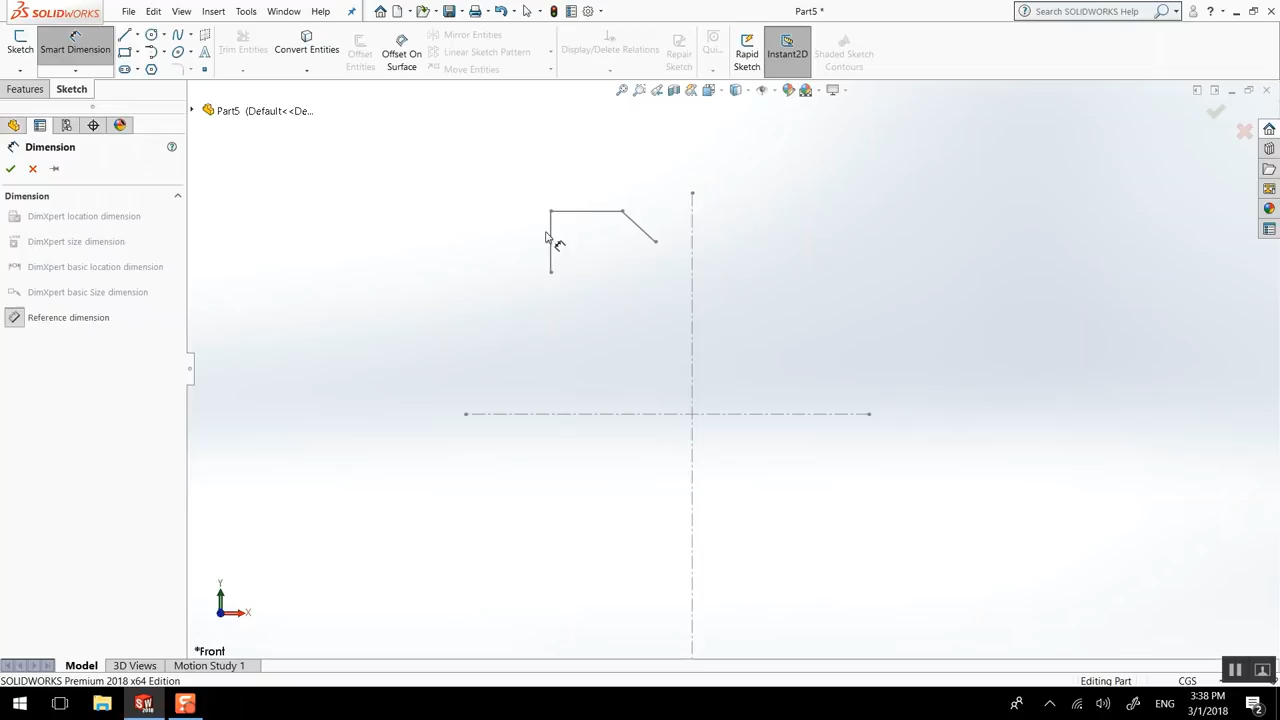 SOLIDWORKS
File Edit View Insert Tools Window Help
Part5 *
Search SOLIDWORKS Help
?
Sketch
Smart Dimension
Trim Entities
Convert Entities
Offset Entities
Offset On Surface
Mirror Entities
Linear Sketch Pattern
Move Entities
Display/Delete Relations
Repair Sketch
Qui...
Rapid Sketch
Instant2D
Shaded Sketch Contours
Features Sketch
Part5 (Default<<De...
Dimension
Dimension
DimXpert location dimension
DimXpert size dimension
DimXpert basic location dimension
DimXpert basic Size dimension
Reference dimension
Y
X
*Front
Model 3D Views Motion Study 1
SOLIDWORKS Premium 2018 x64 Edition
Editing Part
CGS
SW
2018
ENG
3:38 PM
3/1/2018
2